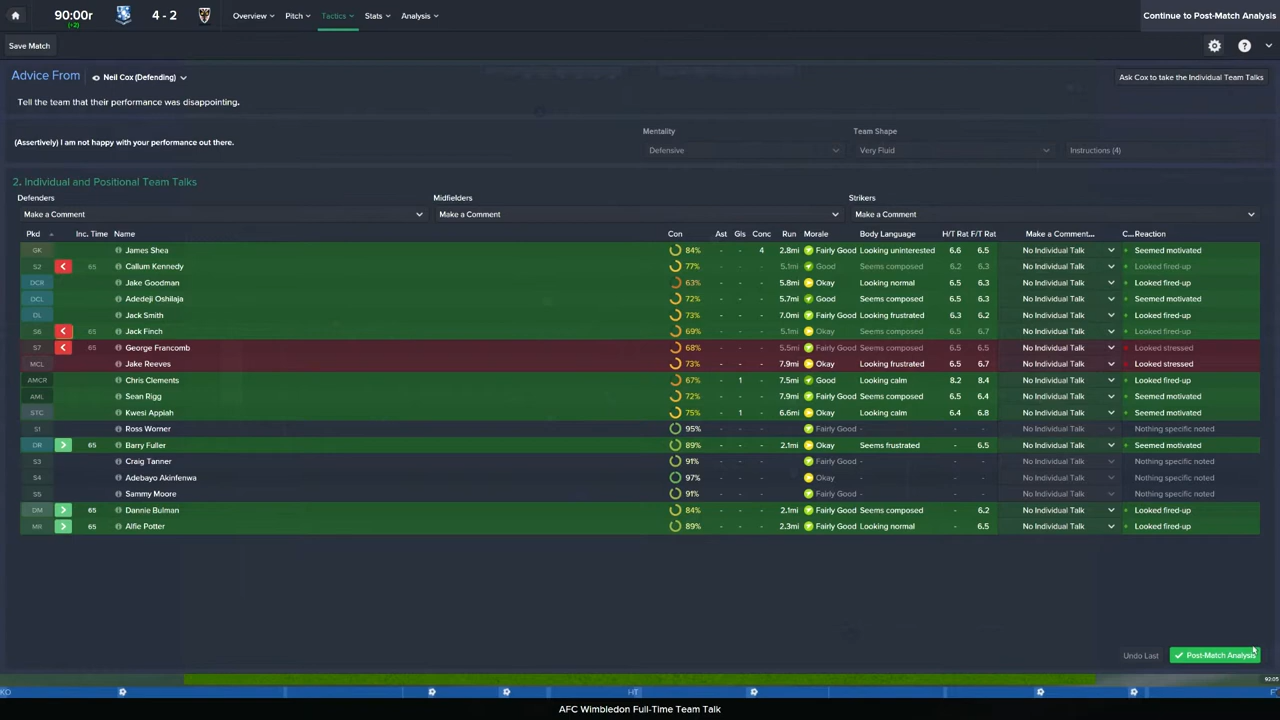 90:00r
(+2)
4 - 2
Overview
Pitch
Tactics
Stats
Analysis
Continue to Post-Match Analysis
Save Match
Advice From
Neil Cox (Defending)
Ask Cox to take the Individual Team Talks
Tell the team that their performance was disappointing.
(Assertively) I am not happy with your performance out there.
Mentality
Defensive
Team Shape
Very Fluid
Instructions (4)
2. Individual and Positional Team Talks
Defenders
Midfielders
Strikers
Make a Comment
Make a Comment
Make a Comment
Pkd Inc. Time Name Con Ast Gls Conc Run Morale Body Language H/T Rat F/T Rat Make a Comment... C... Reaction
GK James Shea 84% - - 4 2.8mi Fairly Good Looking uninterested 6.6 6.5 No Individual Talk Seemed motivated
S2 65 Callum Kennedy 77% - - - 5.1mi Good Seems composed 6.2 6.3 No Individual Talk Looked fired-up
DCR Jake Goodman 63% - - - 5.8mi Okay Looking normal 6.5 6.3 No Individual Talk Looked fired-up
DCL Adedeji Oshilaja 72% - - - 5.7mi Good Seems composed 6.5 6.3 No Individual Talk Seemed motivated
DL Jack Smith 73% - - - 7.0mi Fairly Good Looking frustrated 6.3 6.2 No Individual Talk Looked fired-up
S6 65 Jack Finch 69% - - - 5.1mi Okay Seems composed 6.5 6.7 No Individual Talk Looked fired-up
S7 65 George Francomb 68% - - - 5.5mi Fairly Good Seems composed 6.5 6.5 No Individual Talk Looked stressed
MCL Jake Reeves 73% - - - 7.9mi Okay Looking frustrated 6.5 6.7 No Individual Talk Looked stressed
AMCR Chris Clements 67% - 1 - 7.5mi Good Looking calm 8.2 8.4 No Individual Talk Looked fired-up
AML Sean Rigg 72% - - - 7.9mi Fairly Good Seems composed 6.5 6.4 No Individual Talk Seemed motivated
STC Kwesi Appiah 75% - 1 - 6.6mi Okay Looking calm 6.4 6.8 No Individual Talk Seemed motivated
S1 Ross Worner 95% - - - - Fairly Good - - - No Individual Talk Nothing specific noted
DR 65 Barry Fuller 89% - - - 2.1mi Okay Seems frustrated - 6.5 No Individual Talk Seemed motivated
S3 Craig Tanner 91% - - - - Fairly Good - - - No Individual Talk Nothing specific noted
S4 Adebayo Akinfenwa 97% - - - - Okay - - - No Individual Talk Nothing specific noted
S5 Sammy Moore 91% - - - - Fairly Good - - - No Individual Talk Nothing specific noted
DM 65 Dannie Bulman 84% - - - 2.1mi Fairly Good Seems composed - 6.2 No Individual Talk Looked fired-up
MR 65 Alfie Potter 89% - - - 2.3mi Fairly Good Looking normal - 6.5 No Individual Talk Looked fired-up
Undo Last
Post-Match Analysis
92:05
KO
HT
AFC Wimbledon Full-Time Team Talk